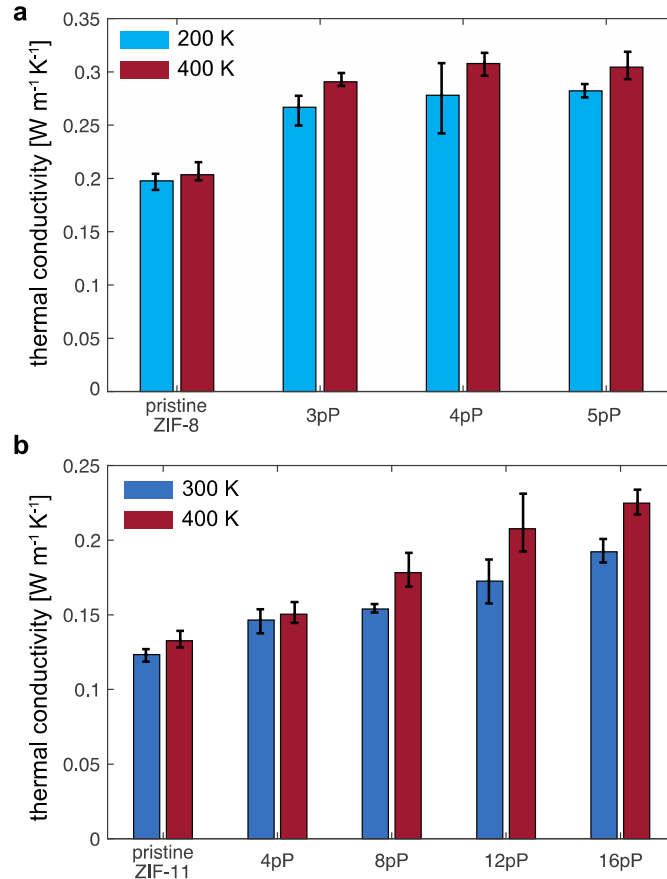 a
thermal conductivity [W m⁻¹ K⁻¹]
0.35
0.3
0.25
0.2
0.15
0.1
0.05
0
200 K
400 K
pristine
ZIF-8
3pP
4pP
5pP
b
thermal conductivity [W m⁻¹ K⁻¹]
0.25
0.2
0.15
0.1
0.05
0
300 K
400 K
pristine
ZIF-11
4pP
8pP
12pP
16pP